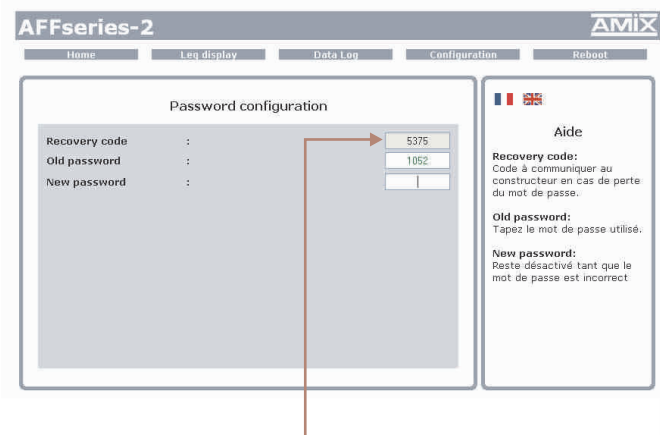 AFFseries-2
AMIX
Home Leq display Data Log Configuration Reboot
Password configuration
Recovery code : 5375
Old password : 1052
New password :
Aide
Recovery code:
Code à communiquer au
constructeur en cas de perte
du mot de passe.
Old password:
Tapez le mot de passe utilisé.
New password:
Reste désactivé tant que le
mot de passe est incorrect